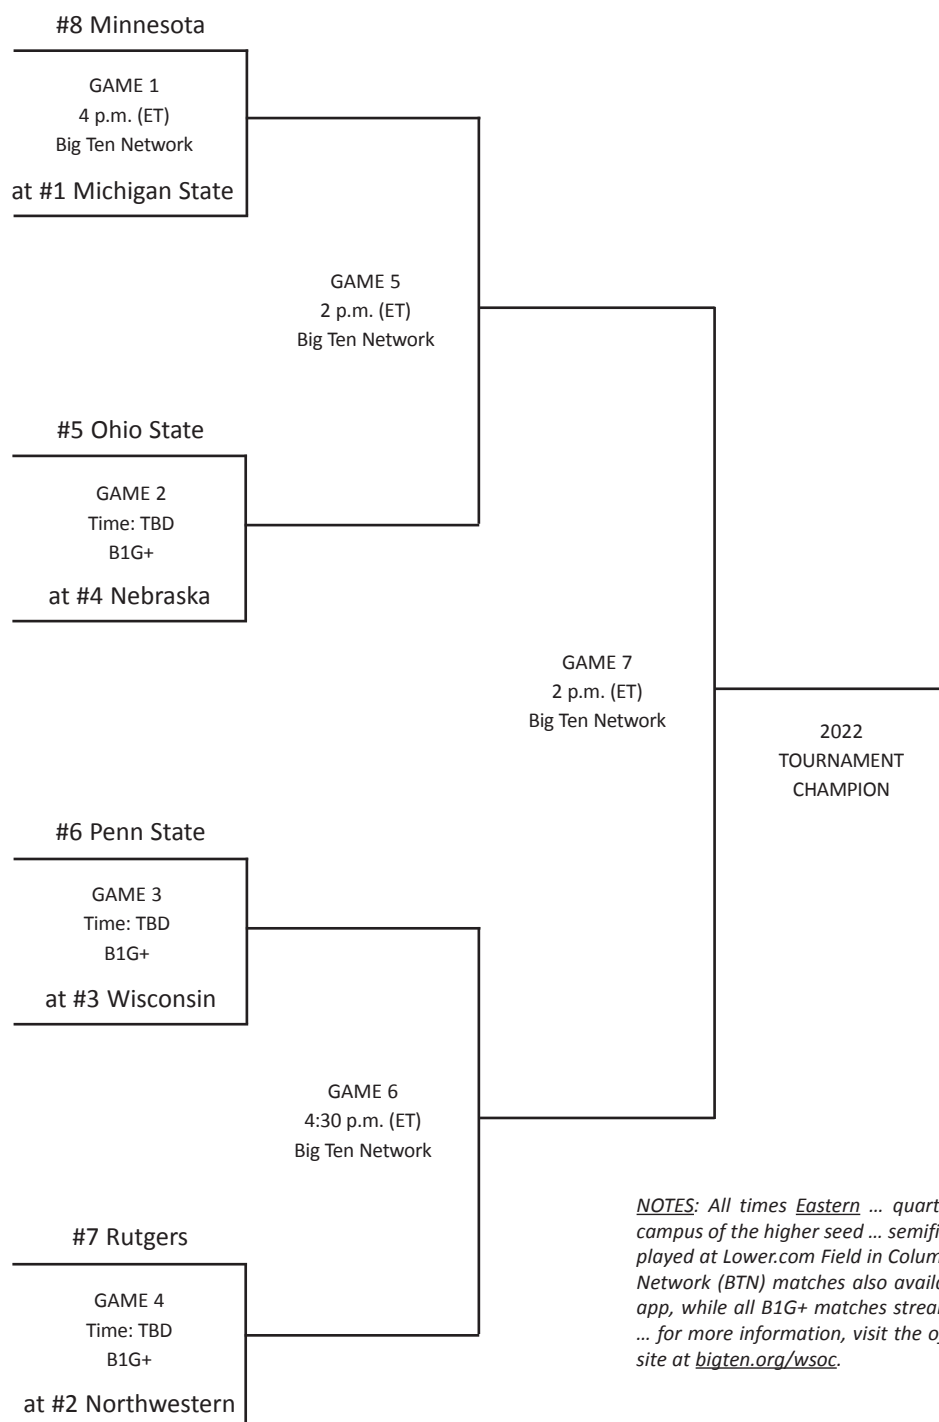 #8 Minnesota
GAME 1
4 p.m. (ET)
Big Ten Network
at #1 Michigan State
GAME 5
2 p.m. (ET)
Big Ten Network
#5 Ohio State
GAME 2
Time: TBD
B1G+
at #4 Nebraska
GAME 7
2 p.m. (ET)
Big Ten Network
2022
TOURNAMENT
CHAMPION
#6 Penn State
GAME 3
Time: TBD
B1G+
at #3 Wisconsin
GAME 6
4:30 p.m. (ET)
Big Ten Network
#7 Rutgers
GAME 4
Time: TBD
B1G+
at #2 Northwestern
NOTES: All times Eastern ... quart
campus of the higher seed ... semifi
played at Lower.com Field in Colum
Network (BTN) matches also availa
app, while all B1G+ matches strea
... for more information, visit the o
site at bigten.org/wsoc.